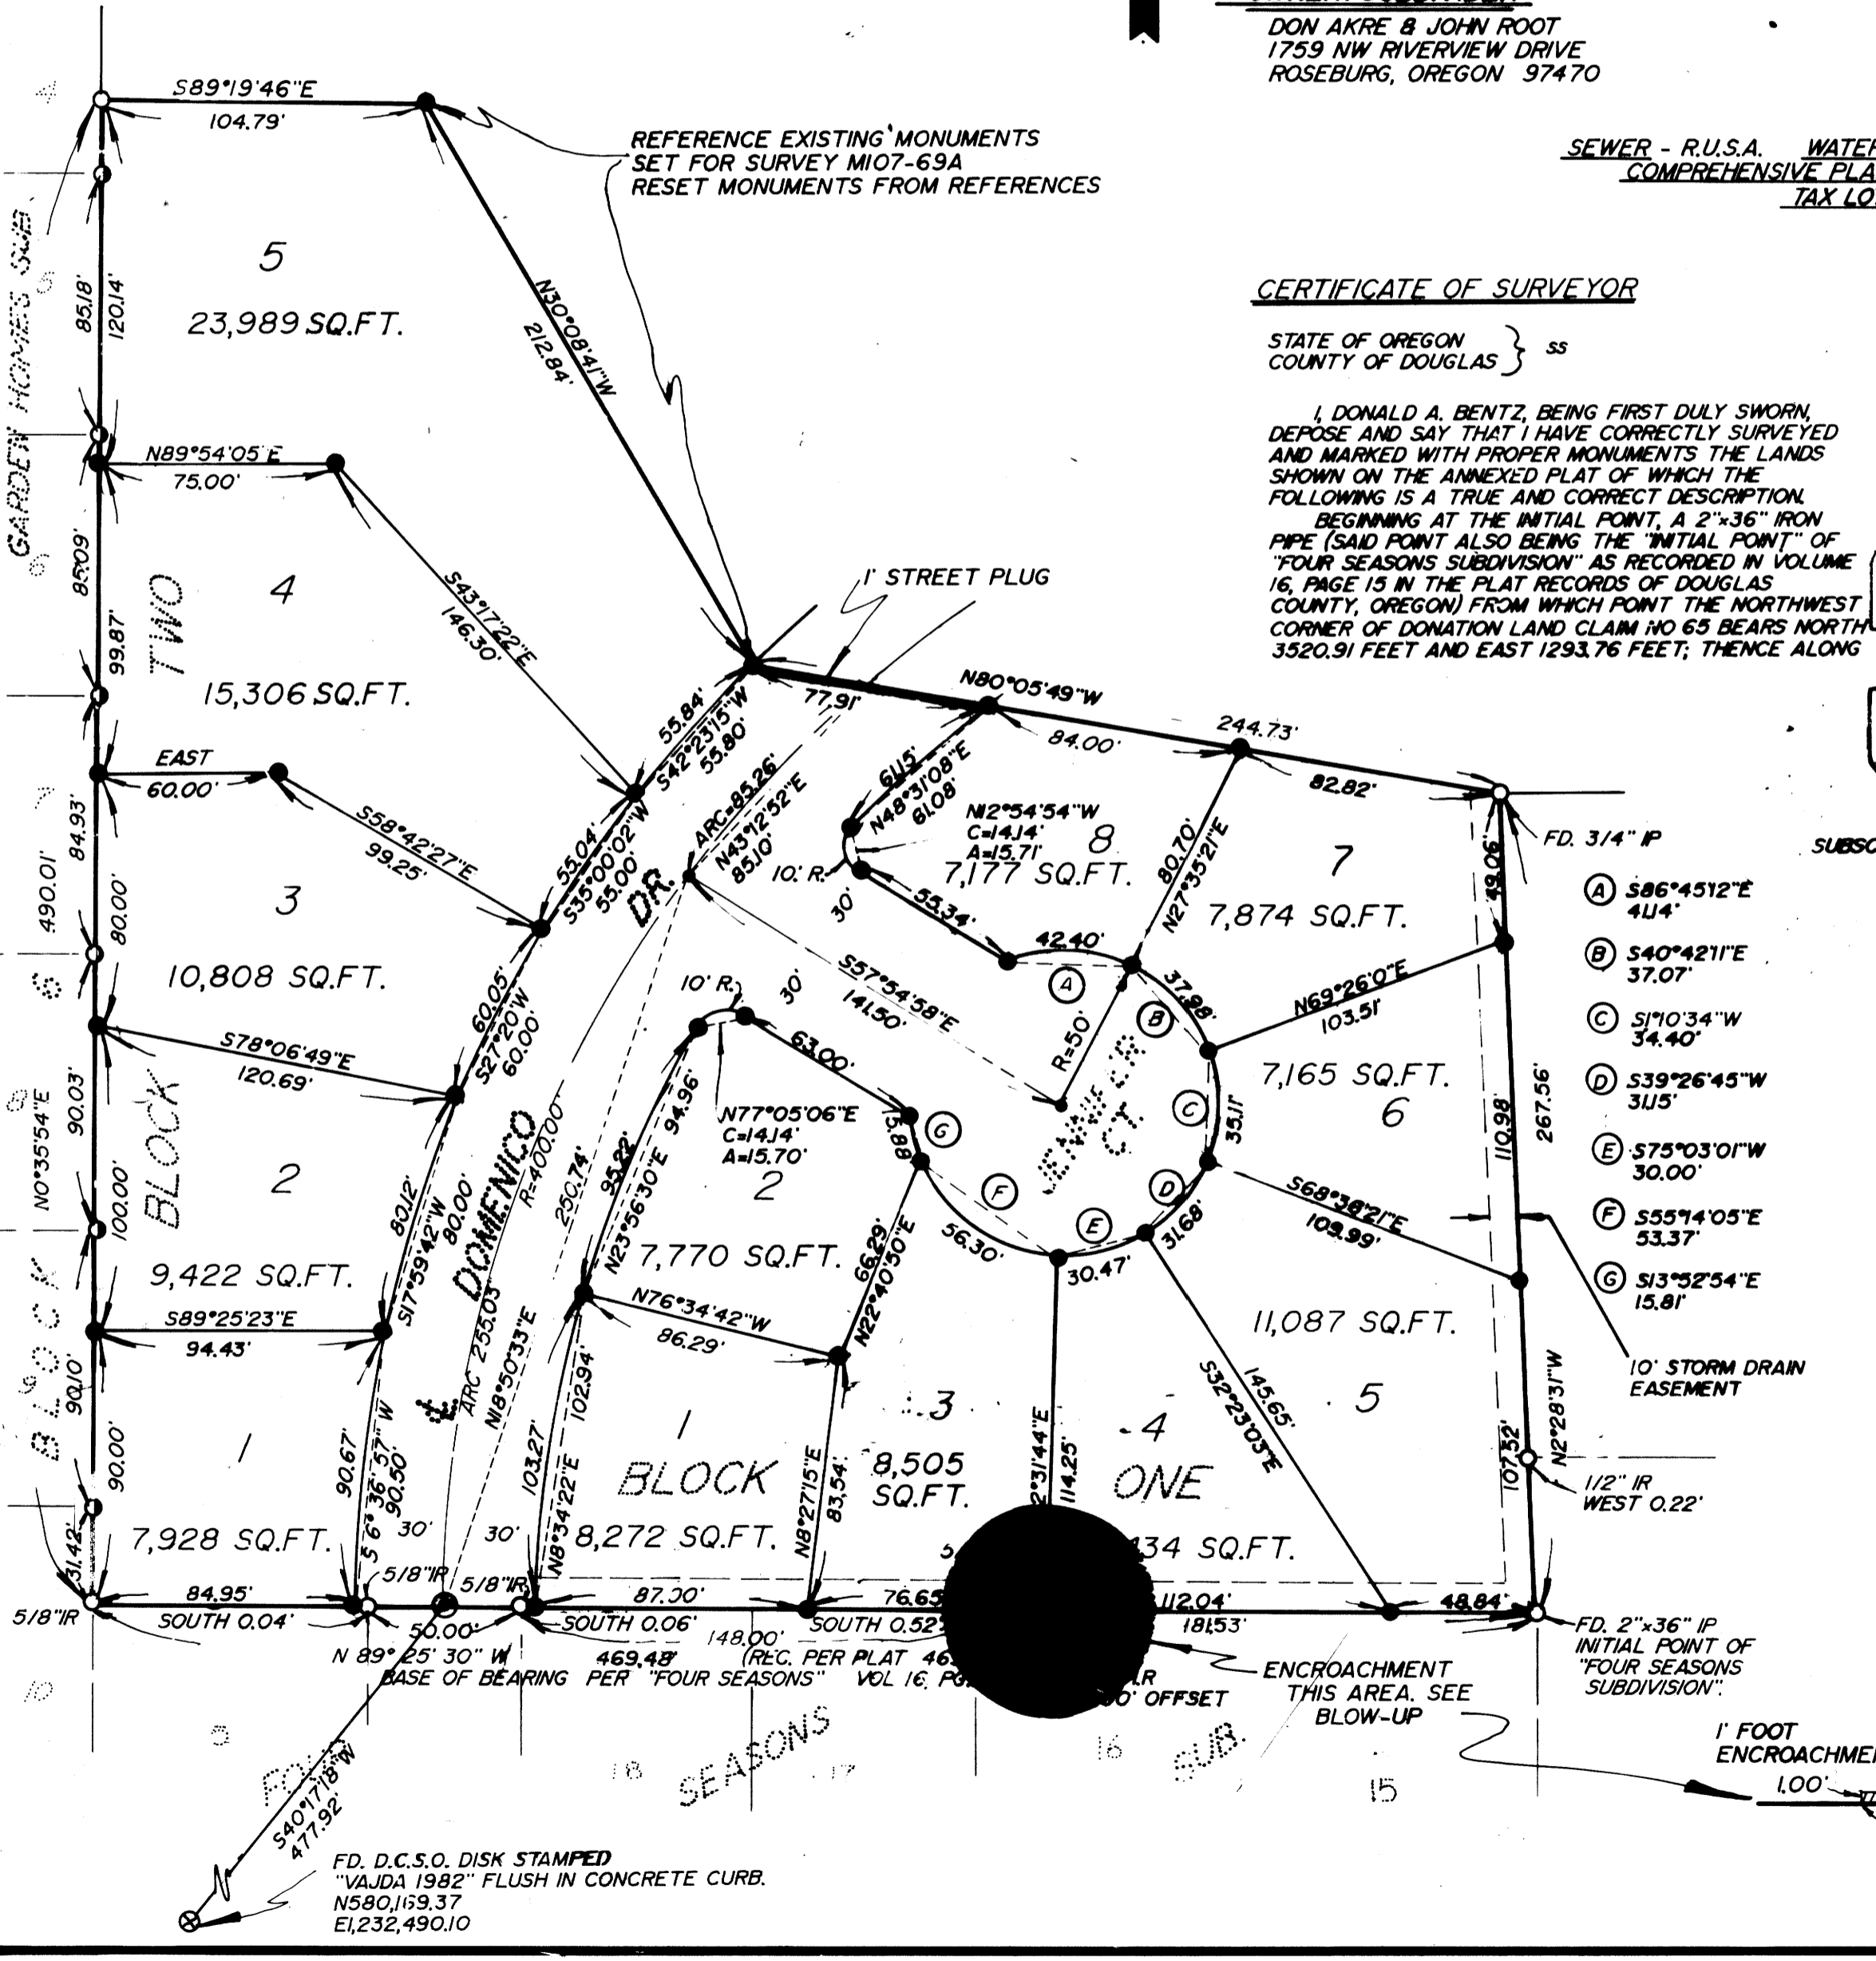 DON AKRE & JOHN ROOT
1759 NW RIVERVIEW DRIVE
ROSEBURG, OREGON 97470
SEWER - R.U.S.A. WATER
COMPREHENSIVE PLA
TAX LO
REFERENCE EXISTING MONUMENTS
SET FOR SURVEY M107-69A
RESET MONUMENTS FROM REFERENCES
CERTIFICATE OF SURVEYOR
STATE OF OREGON
COUNTY OF DOUGLAS } SS
I, DONALD A. BENTZ, BEING FIRST DULY SWORN,
DEPOSE AND SAY THAT I HAVE CORRECTLY SURVEYED
AND MARKED WITH PROPER MONUMENTS THE LANDS
SHOWN ON THE ANNEXED PLAT OF WHICH THE
FOLLOWING IS A TRUE AND CORRECT DESCRIPTION.
BEGINNING AT THE INITIAL POINT, A 2"x36" IRON
PIPE (SAID POINT ALSO BEING THE "INITIAL POINT" OF
"FOUR SEASONS SUBDIVISION" AS RECORDED IN VOLUME
16, PAGE 15 IN THE PLAT RECORDS OF DOUGLAS
COUNTY, OREGON) FROM WHICH POINT THE NORTHWEST
CORNER OF DONATION LAND CLAIM NO 65 BEARS NORTH
3520.91 FEET AND EAST 1293.76 FEET; THENCE ALONG
4
S89°19'46"E
104.79'
5
23,989 SQ.FT.
85.18'
120.14'
N30°08'41"W
212.84'
GARDEN HOMES SUB
5
6
7
8
9
10
N89°54'05"E
75.00'
85.09'
99.87'
TWO
4
15,306 SQ.FT.
S43°17'22"E
146.30'
1' STREET PLUG
77.91'
N80°05'49"W
244.73'
84.00'
82.82'
EAST
60.00'
S58°42'27"E
99.25'
55.84'
S42°23'15"W
55.80'
55.04'
S35°00'02"W
55.00'
DR.
ARC=85.26'
N43°12'52"E
85.10'
61.15'
N48°31'08"E
61.08'
N12°54'54"W
C=14.14'
A=15.71'
10' R.
30'
8
7,177 SQ.FT.
80.70'
N27°35'21"E
7
7,874 SQ.FT.
49.06'
FD. 3/4" IP
SUBSC
84.93'
490.01'
80.00'
3
10,808 SQ.FT.
55.34'
42.40'
A
37.98'
B
N69°26'0"E
103.51'
A S86°45'12"E
41.14'
B S40°42'11"E
37.07'
C S1°10'34"W
34.40'
D S39°26'45"W
31.15'
E S75°03'01"W
30.00'
F S55°14'05"E
53.37'
G S13°52'54"E
15.81'
S78°06'49"E
120.69'
60.05'
S27°20'W
60.00'
10' R.
30'
S57°54'58"E
141.50'
63.00'
R=50'
CT.
7,165 SQ.FT.
6
110.98'
267.56'
C
35.11'
N0°35'54"E
90.03'
100.00'
BLOCK
2
9,422 SQ.FT.
80.12'
S17°59'42"W
80.00'
DOMENICO
R=400.00'
250.74'
95.22'
N23°56'30"E 94.96'
N77°05'06"E
C=14.14'
A=15.70'
2
7,770 SQ.FT.
15.88
G
F
56.30'
E
30.47'
D
31.68'
S68°38'21"E
109.99'
66.29'
N22°40'50"E
S89°25'23"E
94.43'
N76°34'42"W
86.29'
11,087 SQ.FT.
5
10' STORM DRAIN
EASEMENT
BLOCK
90.10'
90.00'
1
7,928 SQ.FT.
90.67'
S 6°36'57" W
90.50'
℄
ARC 255.03'
N18°50'33"E
30'
30'
103.27'
N8°34'22"E 102.94'
1
BLOCK
8,272 SQ.FT.
N8°27'15"E
83.54'
3
8,505
SQ.FT.
2°31'44"E
114.25'
4
ONE
34 SQ.FT.
S32°23'03"E
145.65'
107.52'
N2°28'31"W
1/2" IR
WEST 0.22'
31.42'
5/8"IR
84.95'
SOUTH 0.04'
5/8"IR
5/8"IR
50.00'
87.00'
SOUTH 0.06'
148.00'
76.65
SOUTH 0.52'
112.04'
181.53'
48.84'
FD. 2"x36" IP
INITIAL POINT OF
"FOUR SEASONS
SUBDIVISION".
N 89° 25' 30" W
469.48'
(REC. PER PLAT 46
BASE OF BEARING PER "FOUR SEASONS" VOL 16, PG.
0' OFFSET
ENCROACHMENT
THIS AREA. SEE
BLOW-UP
1' FOOT
ENCROACHME
1.00'
9
FOUR
18
SEASONS
17
16
SUB.
15
S40°17'18"W
477.92'
FD. D.C.S.O. DISK STAMPED
"VAJDA 1982" FLUSH IN CONCRETE CURB.
N580,169.37
E1,232,490.10